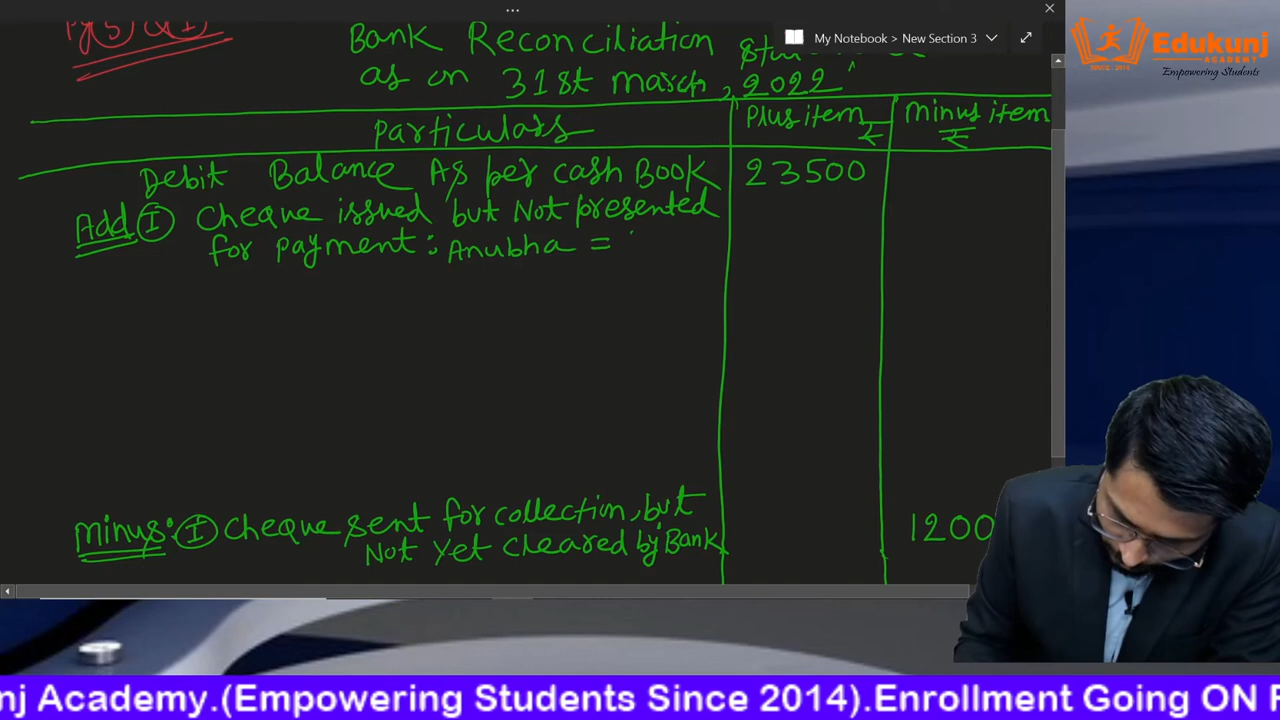 ...
My Notebook > New Section 3
Edukunj
SINCE-2014
ACADEMY
Empowering Students
Bank Reconciliation
as on 31st march, 2022
Particulars
Plus item ₹
Minus item ₹
Debit Balance As per cash Book 23500
Add I Cheque issued but Not presented
for payment: Anubha =
Minus: I Cheque sent for collection, but
Not yet cleared by Bank 1200
nj Academy.(Empowering Students Since 2014).Enrollment Going ON F